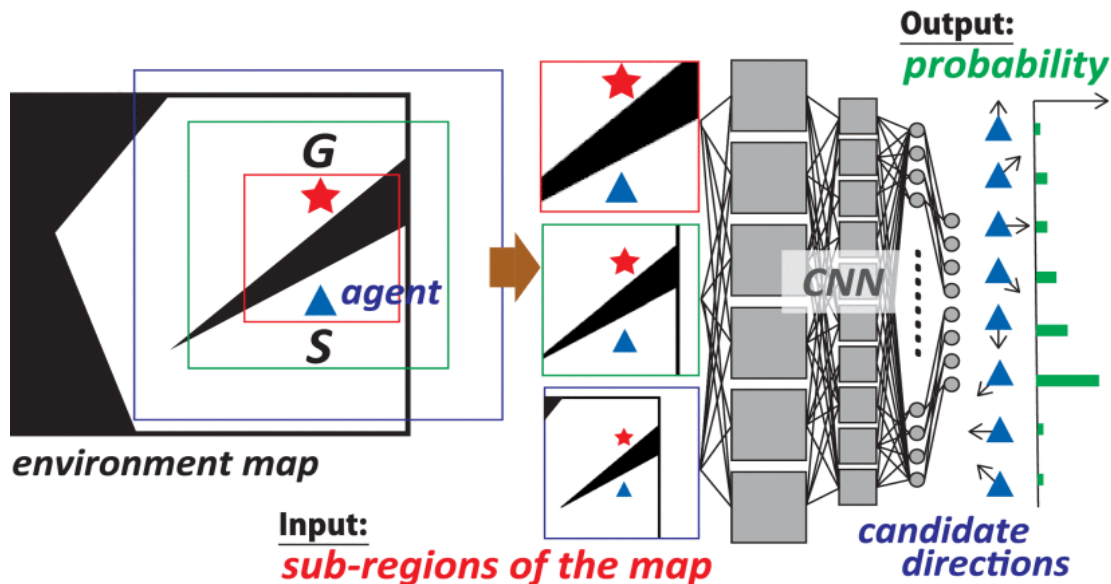 Output:
probability
G
agent
S
CNN
environment map
Input:
sub-regions of the map
candidate
directions